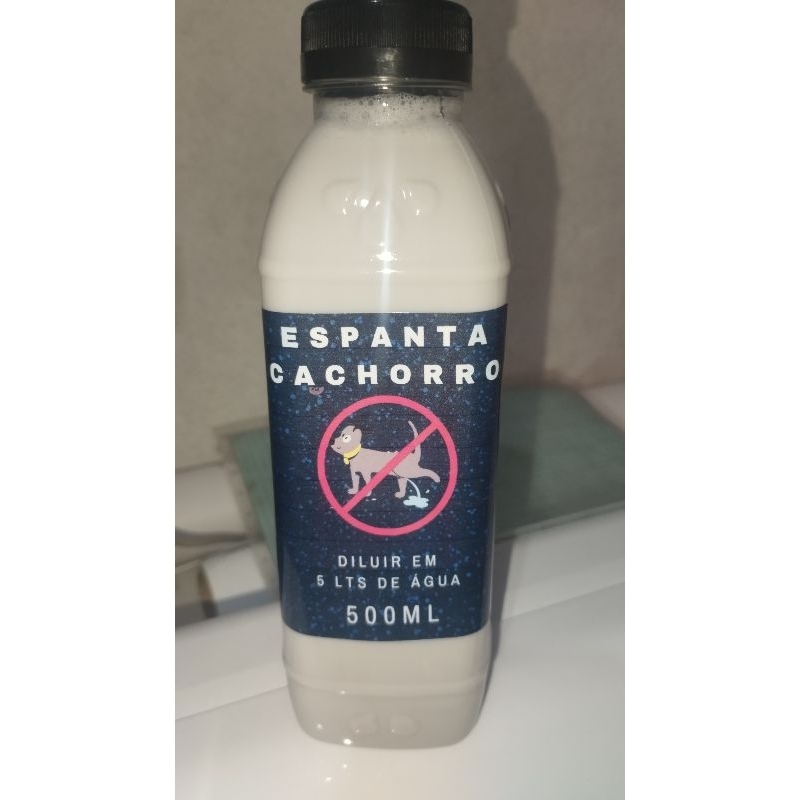 ESPANTA
CACHORRO
DILUIR EM
5 LTS DE ÁGUA
500ML